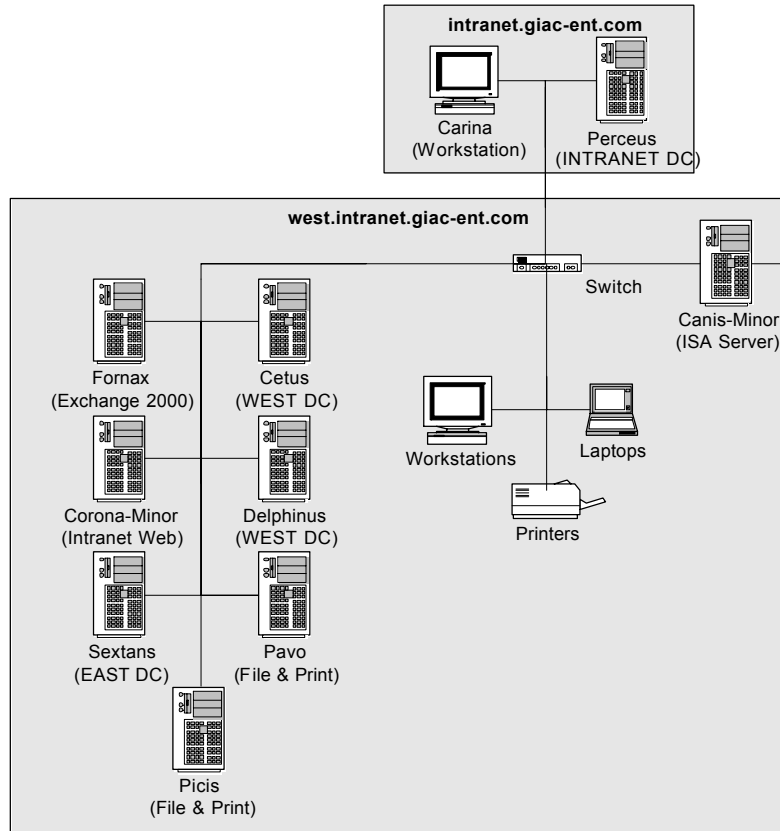 intranet.giac-ent.com
Carina
(Workstation)
Perceus
(INTRANET DC)
west.intranet.giac-ent.com
Switch
Canis-Minor
(ISA Server)
Fornax
(Exchange 2000)
Cetus
(WEST DC)
Workstations
Laptops
Corona-Minor
(Intranet Web)
Delphinus
(WEST DC)
Printers
Sextans
(EAST DC)
Pavo
(File & Print)
Picis
(File & Print)